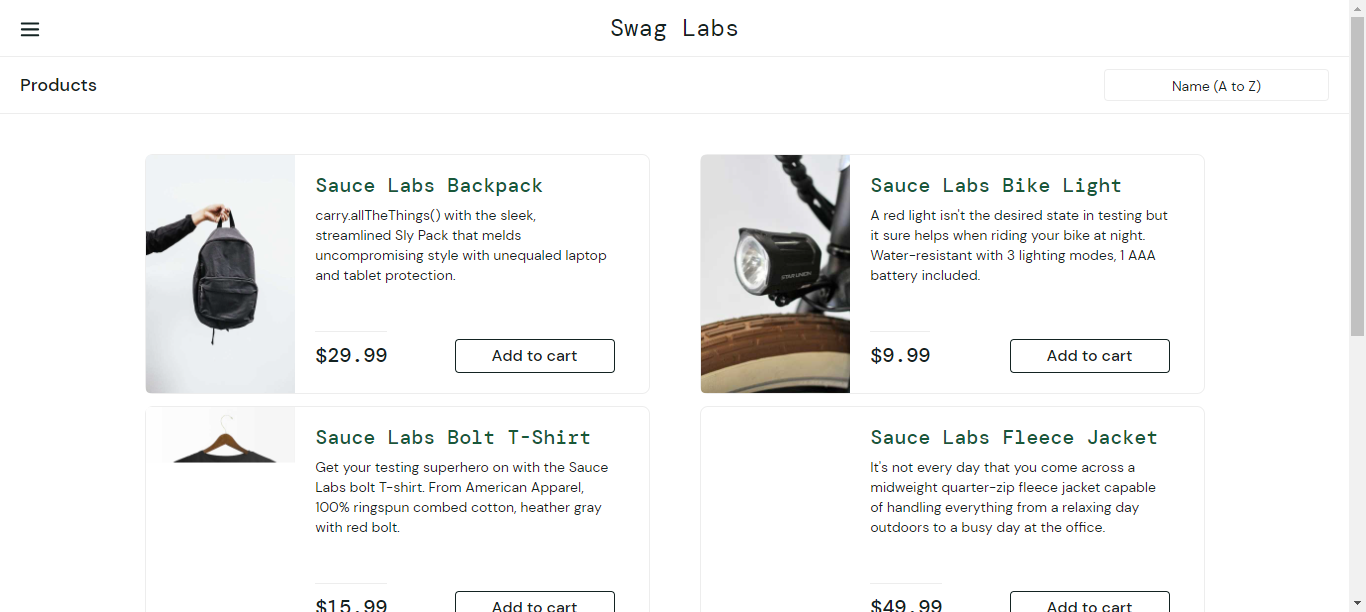 Swag Labs
Products
Name (A to Z)
Sauce Labs Backpack
carry.allTheThings() with the sleek,
streamlined Sly Pack that melds
uncompromising style with unequaled laptop
and tablet protection.
$29.99
Add to cart
Sauce Labs Bike Light
A red light isn't the desired state in testing but
it sure helps when riding your bike at night.
Water-resistant with 3 lighting modes, 1 AAA
battery included.
$9.99
Add to cart
STAR UNION
Sauce Labs Bolt T-Shirt
Get your testing superhero on with the Sauce
Labs bolt T-shirt. From American Apparel,
100% ringspun combed cotton, heather gray
with red bolt.
$15.99
Add to cart
Sauce Labs Fleece Jacket
It's not every day that you come across a
midweight quarter-zip fleece jacket capable
of handling everything from a relaxing day
outdoors to a busy day at the office.
$49.99
Add to cart